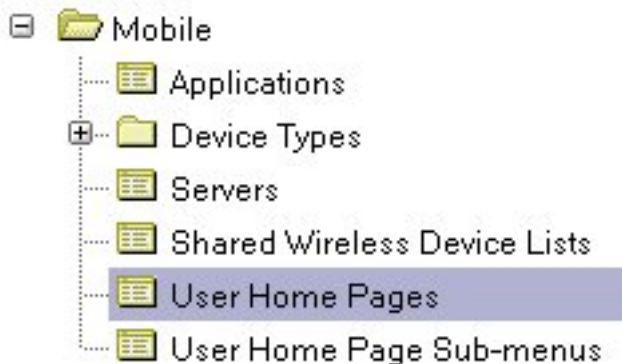 Mobile
Applications
Device Types
Servers
Shared Wireless Device Lists
User Home Pages
User Home Page Sub-menus